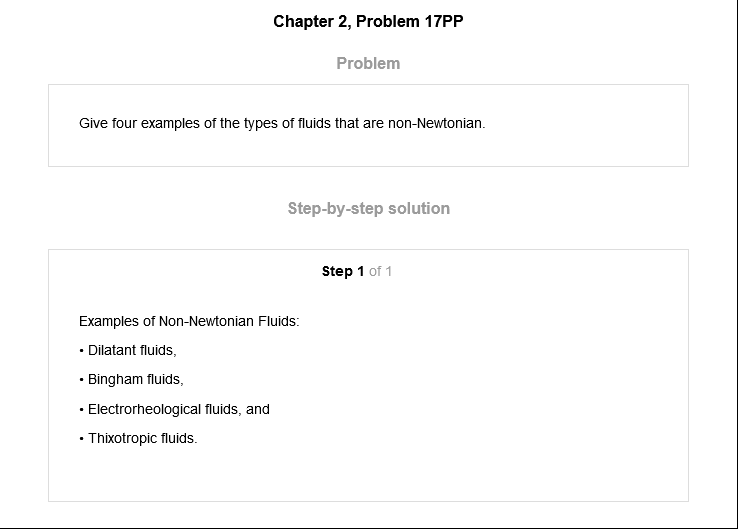 Chapter 2, Problem 17PP
Problem
Give four examples of the types of fluids that are non-Newtonian.
Step-by-step solution
Step 1 of 1
Examples of Non-Newtonian Fluids:
• Dilatant fluids,
• Bingham fluids,
• Electrorheological fluids, and
• Thixotropic fluids.